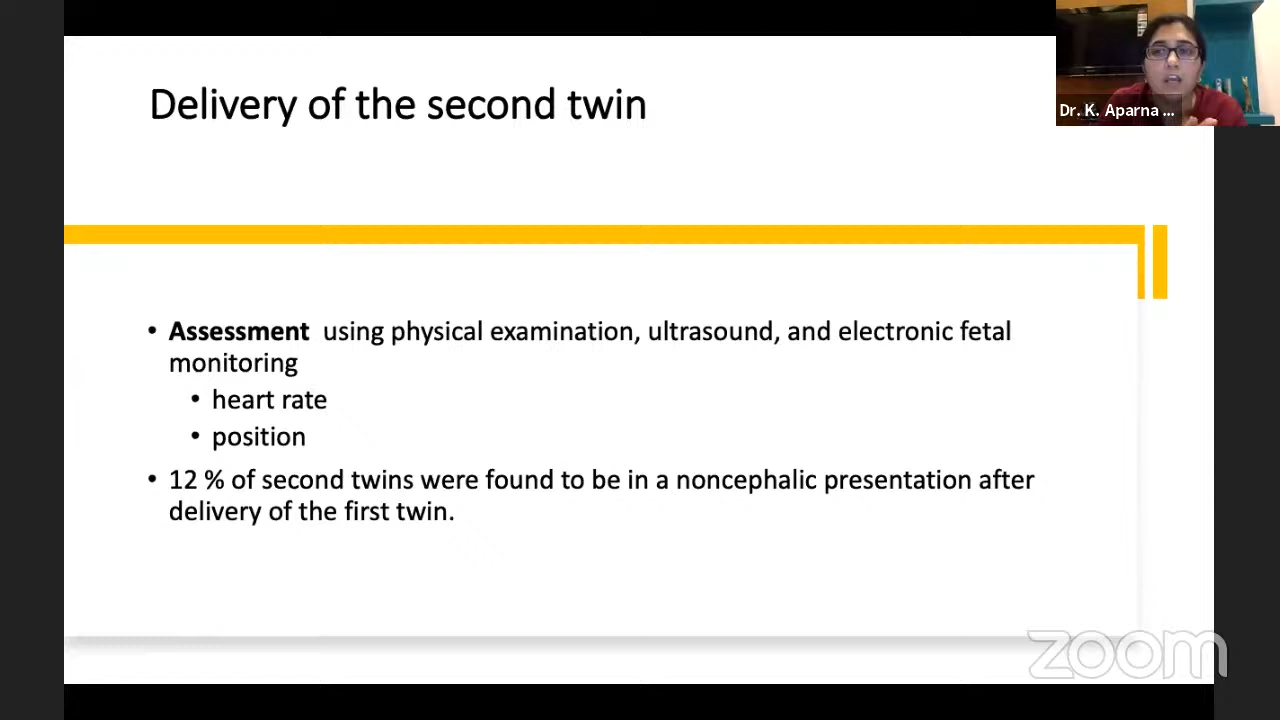 Delivery of the second twin
Dr. K. Aparna ...
• Assessment using physical examination, ultrasound, and electronic fetal
monitoring
• heart rate
• position
• 12 % of second twins were found to be in a noncephalic presentation after
delivery of the first twin.
zoom